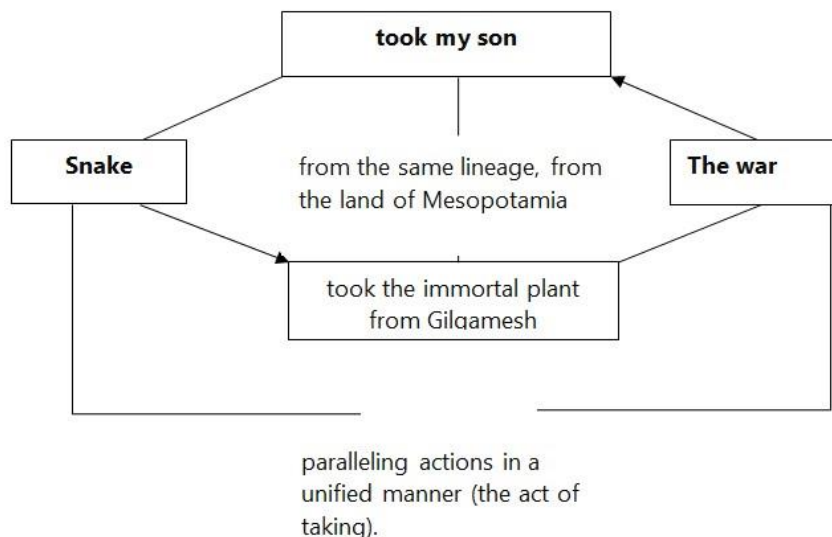 took my son
Snake
from the same lineage, from
the land of Mesopotamia
The war
took the immortal plant
from Gilgamesh
paralleling actions in a
unified manner (the act of
taking).